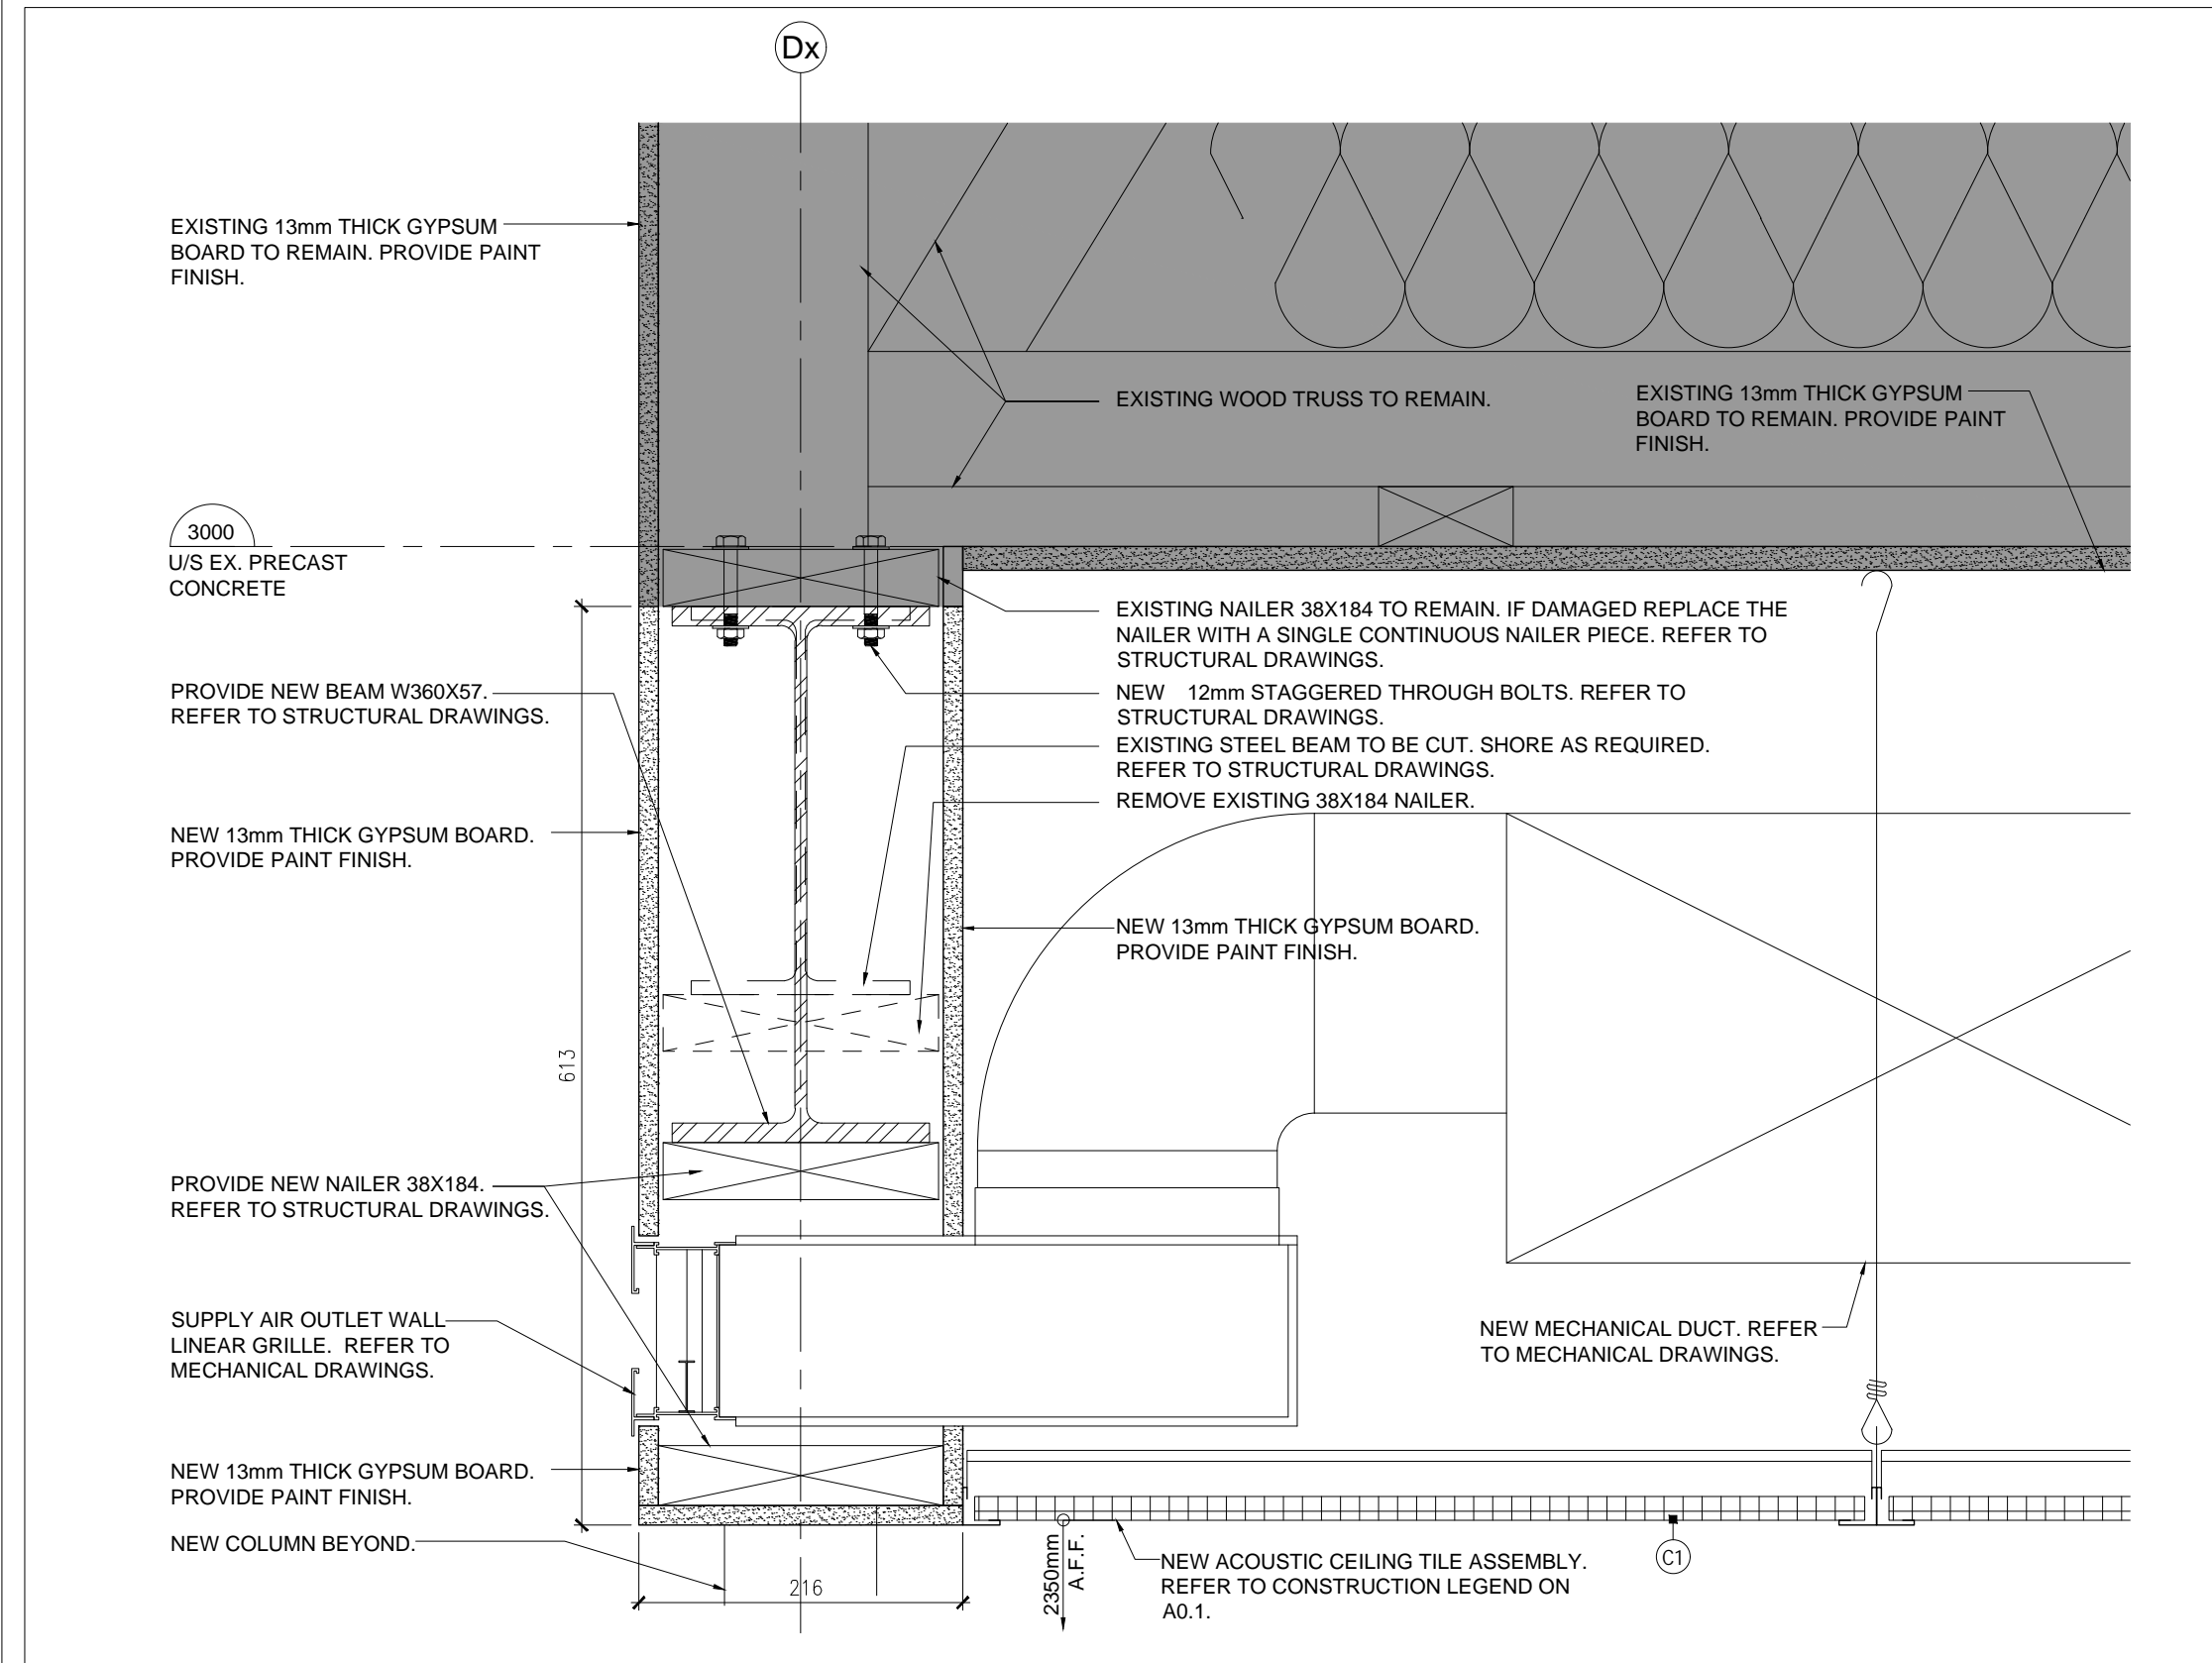 Dx
EXISTING 13mm THICK GYPSUM
BOARD TO REMAIN. PROVIDE PAINT
FINISH.
EXISTING WOOD TRUSS TO REMAIN.
EXISTING 13mm THICK GYPSUM
BOARD TO REMAIN. PROVIDE PAINT
FINISH.
3000
U/S EX. PRECAST
CONCRETE
EXISTING NAILER 38X184 TO REMAIN. IF DAMAGED REPLACE THE
NAILER WITH A SINGLE CONTINUOUS NAILER PIECE. REFER TO
STRUCTURAL DRAWINGS.
PROVIDE NEW BEAM W360X57.
REFER TO STRUCTURAL DRAWINGS.
NEW 12mm STAGGERED THROUGH BOLTS. REFER TO
STRUCTURAL DRAWINGS.
EXISTING STEEL BEAM TO BE CUT. SHORE AS REQUIRED.
REFER TO STRUCTURAL DRAWINGS.
REMOVE EXISTING 38X184 NAILER.
NEW 13mm THICK GYPSUM BOARD.
PROVIDE PAINT FINISH.
NEW 13mm THICK GYPSUM BOARD.
PROVIDE PAINT FINISH.
613
PROVIDE NEW NAILER 38X184.
REFER TO STRUCTURAL DRAWINGS.
SUPPLY AIR OUTLET WALL
LINEAR GRILLE. REFER TO
MECHANICAL DRAWINGS.
NEW MECHANICAL DUCT. REFER
TO MECHANICAL DRAWINGS.
NEW 13mm THICK GYPSUM BOARD.
PROVIDE PAINT FINISH.
NEW COLUMN BEYOND.
216
2350mm
A.F.F.
NEW ACOUSTIC CEILING TILE ASSEMBLY.
REFER TO CONSTRUCTION LEGEND ON
A0.1.
C1